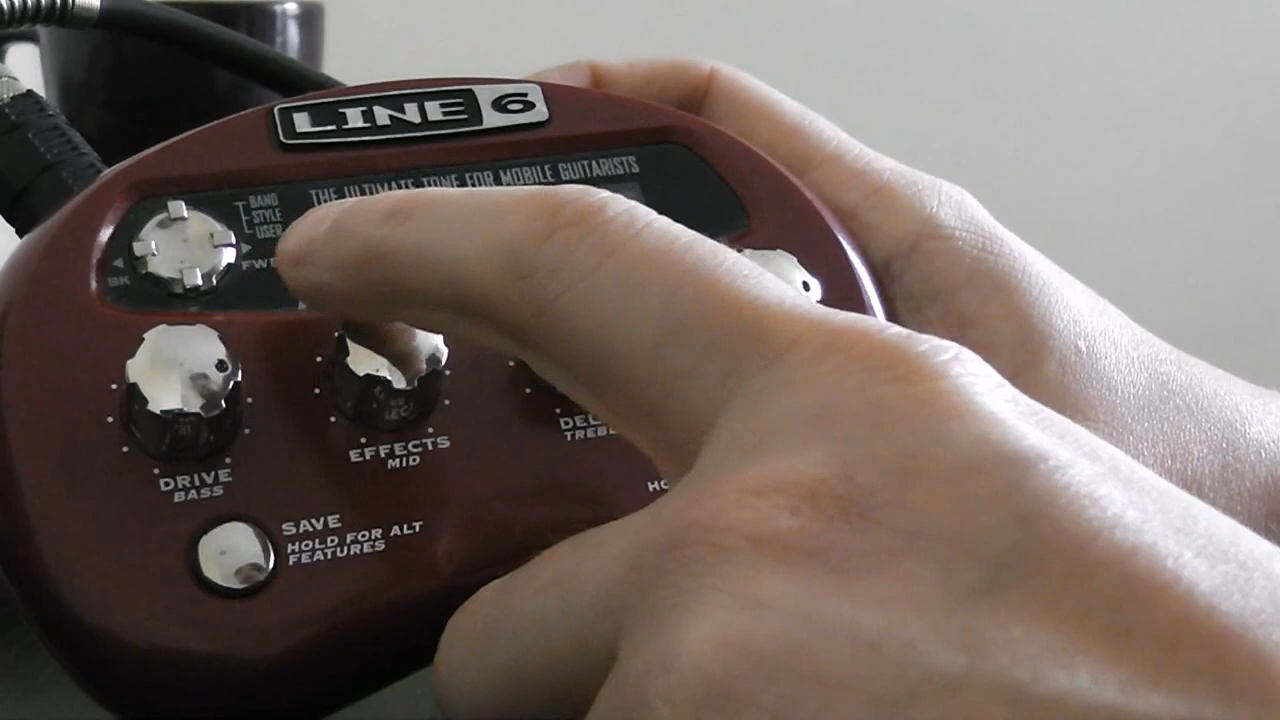 LINE 6
THE ULTIMATE TONE FOR MOBILE GUITARISTS
BAND
STYLE
USER
BK
DRIVE
BASS
EFFECTS
MID
SAVE
HOLD FOR ALT
FEATURES